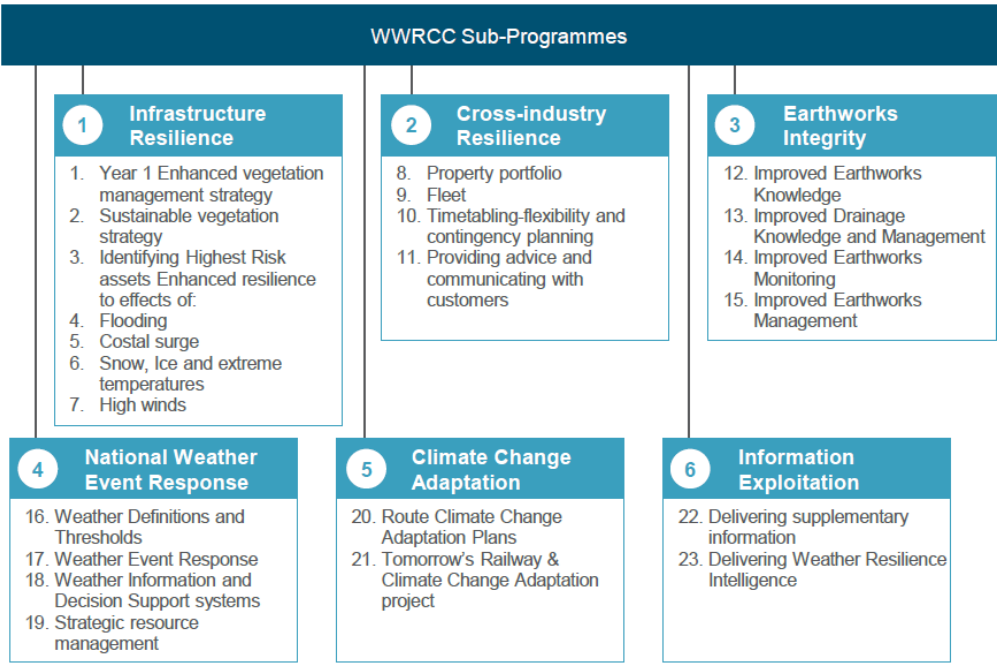 WWRCC Sub-Programmes
1
Infrastructure
Resilience
1. Year 1 Enhanced vegetation
management strategy
2. Sustainable vegetation
strategy
3. Identifying Highest Risk
assets Enhanced resilience
to effects of:
4. Flooding
5. Costal surge
6. Snow, Ice and extreme
temperatures
7. High winds
2
Cross-industry
Resilience
8. Property portfolio
9. Fleet
10. Timetabling-flexibility and
contingency planning
11. Providing advice and
communicating with
customers
3
Earthworks
Integrity
12. Improved Earthworks
Knowledge
13. Improved Drainage
Knowledge and Management
14. Improved Earthworks
Monitoring
15. Improved Earthworks
Management
4
National Weather
Event Response
16. Weather Definitions and
Thresholds
17. Weather Event Response
18. Weather Information and
Decision Support systems
19. Strategic resource
management
5
Climate Change
Adaptation
20. Route Climate Change
Adaptation Plans
21. Tomorrow's Railway &
Climate Change Adaptation
project
6
Information
Exploitation
22. Delivering supplementary
information
23. Delivering Weather Resilience
Intelligence